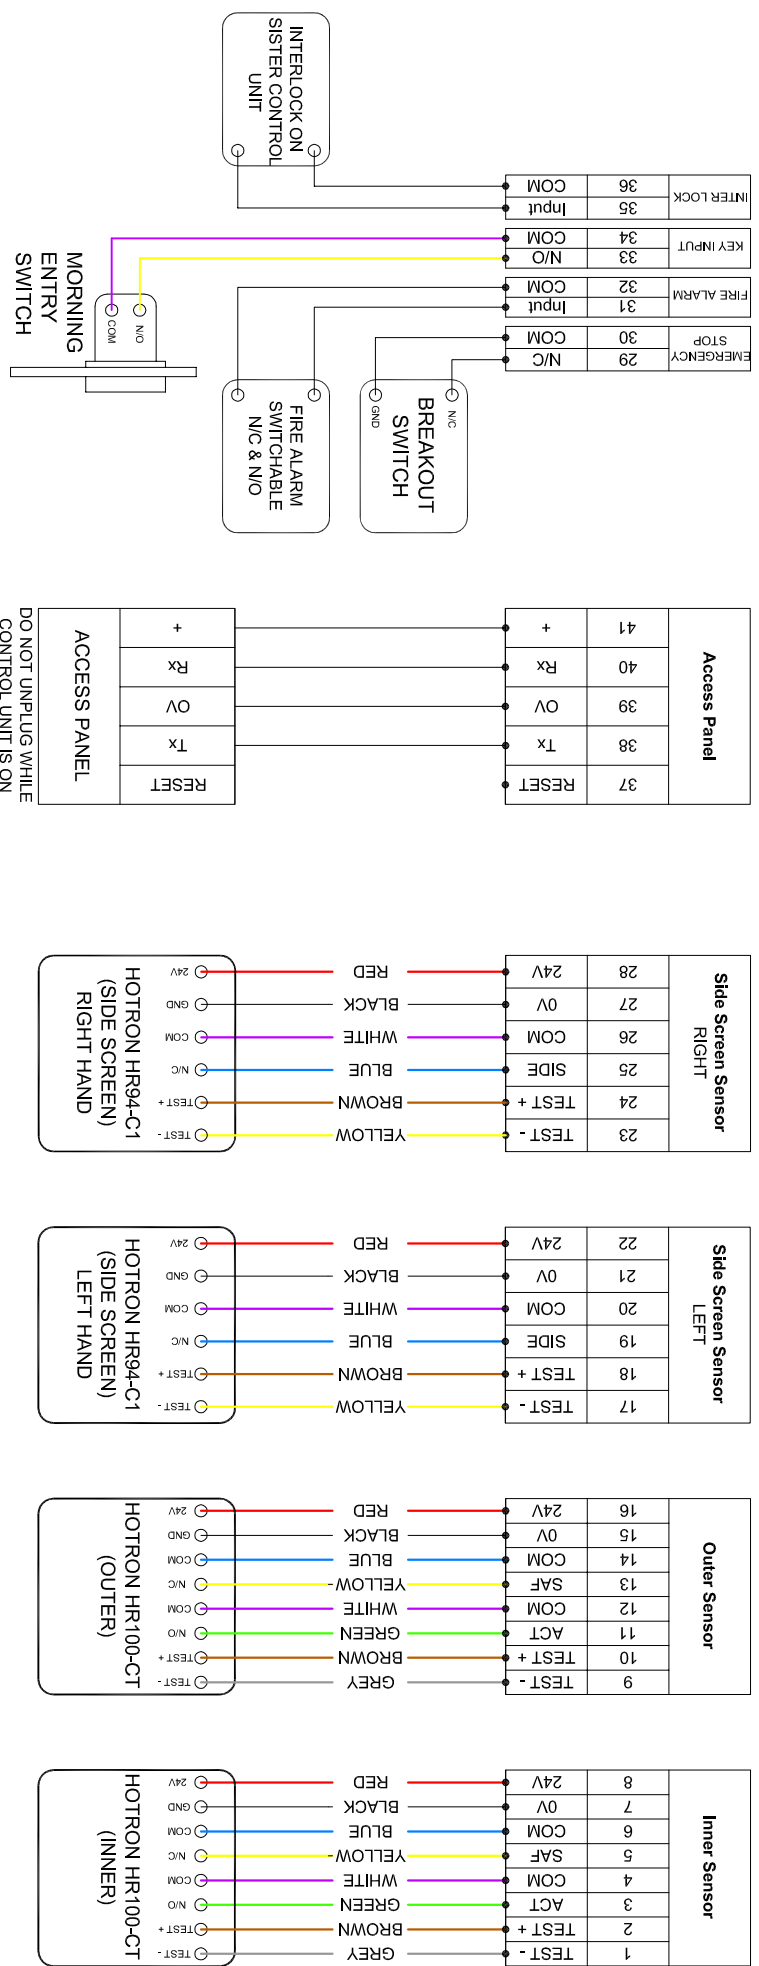 INTERLOCK ON
SISTER CONTROL
UNIT
COM
36
Input
35
INTER LOCK
COM
34
N/O
33
KEY INPUT
COM
32
Input
31
FIRE ALARM
COM
30
N/C
29
EMERGENCY
STOP
MORNING
ENTRY
SWITCH
COM
N/O
FIRE ALARM
SWITCHABLE
N/C & N/O
BREAKOUT
SWITCH
GND
N/C
DO NOT UNPLUG WHILE
CONTROL UNIT IS ON
ACCESS PANEL
+
Rx
OV
Tx
RESET
+
41
Rx
40
OV
39
Tx
38
RESET
37
Access Panel
HOTRON HR94-C1
(SIDE SCREEN)
RIGHT HAND
24V
RED
24V
28
GND
BLACK
0V
27
COM
WHITE
COM
26
N/C
BLUE
SIDE
25
TEST +
BROWN
TEST +
24
TEST -
YELLOW
TEST -
23
Side Screen Sensor
RIGHT
HOTRON HR94-C1
(SIDE SCREEN)
LEFT HAND
24V
RED
24V
22
GND
BLACK
0V
21
COM
WHITE
COM
20
N/C
BLUE
SIDE
19
TEST +
BROWN
TEST +
18
TEST -
YELLOW
TEST -
17
Side Screen Sensor
LEFT
HOTRON HR100-CT
(OUTER)
24V
RED
24V
16
GND
BLACK
0V
15
COM
BLUE
COM
14
N/C
YELLOW
SAF
13
COM
WHITE
COM
12
N/O
GREEN
ACT
11
TEST +
BROWN
TEST +
10
TEST -
GREY
TEST -
9
Outer Sensor
HOTRON HR100-CT
(INNER)
24V
RED
24V
8
GND
BLACK
0V
7
COM
BLUE
COM
6
N/C
YELLOW
SAF
5
COM
WHITE
COM
4
N/O
GREEN
ACT
3
TEST +
BROWN
TEST +
2
TEST -
GREY
TEST -
1
Inner Sensor